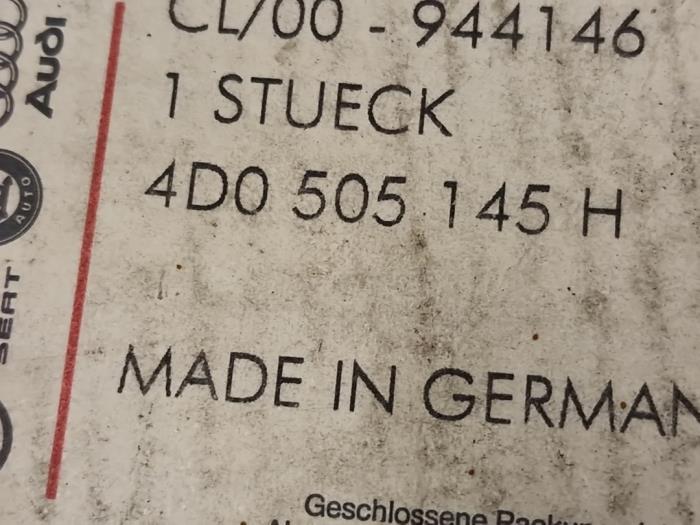 CL/00 - 944146
1 STUECK
4D0 505 145 H
MADE IN GERMAN
Geschlossene
Audi
AUTO
SEAT